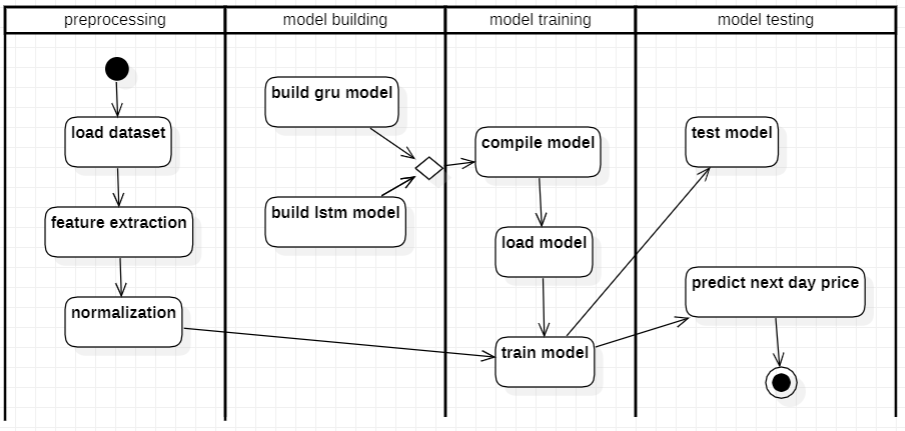 preprocessing
model building
model training
model testing
load dataset
feature extraction
normalization
build gru model
build lstm model
compile model
load model
train model
test model
predict next day price